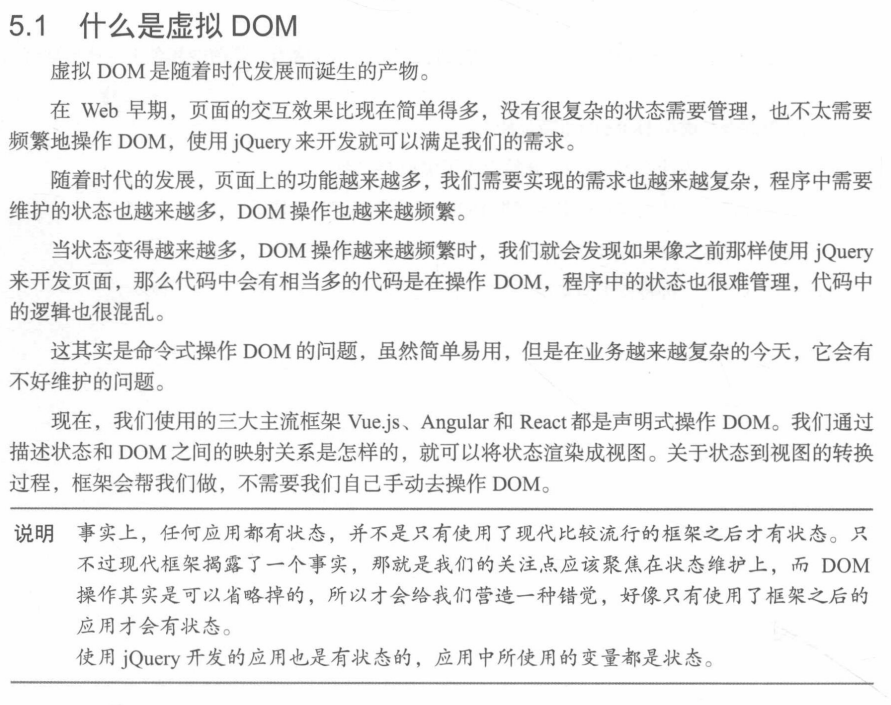 5.1 什么是虚拟 DOM
虚拟 DOM 是随着时代发展而诞生的产物。
在 Web 早期，页面的交互效果比现在简单得多，没有很复杂的状态需要管理，也不太需要
频繁地操作 DOM，使用 jQuery 来开发就可以满足我们的需求。
随着时代的发展，页面上的功能越来越多，我们需要实现的需求也越来越复杂，程序中需要
维护的状态也越来越多，DOM 操作也越来越频繁。
当状态变得越来越多，DOM 操作越来越频繁时，我们就会发现如果像之前那样使用 jQuery
来开发页面，那么代码中会有相当多的代码是在操作 DOM，程序中的状态也很难管理，代码中
的逻辑也很混乱。
这其实是命令式操作 DOM 的问题，虽然简单易用，但是在业务越来越复杂的今天，它会有
不好维护的问题。
现在，我们使用的三大主流框架 Vue.js、Angular 和 React 都是声明式操作 DOM。我们通过
描述状态和 DOM 之间的映射关系是怎样的，就可以将状态渲染成视图。关于状态到视图的转换
过程，框架会帮我们做，不需要我们自己手动去操作 DOM。
说明 事实上，任何应用都有状态，并不是只有使用了现代比较流行的框架之后才有状态。只
不过现代框架揭露了一个事实，那就是我们的关注点应该聚焦在状态维护上，而 DOM
操作其实是可以省略掉的，所以才会给我们营造一种错觉，好像只有使用了框架之后的
应用才会有状态。
使用 jQuery 开发的应用也是有状态的，应用中所使用的变量都是状态。